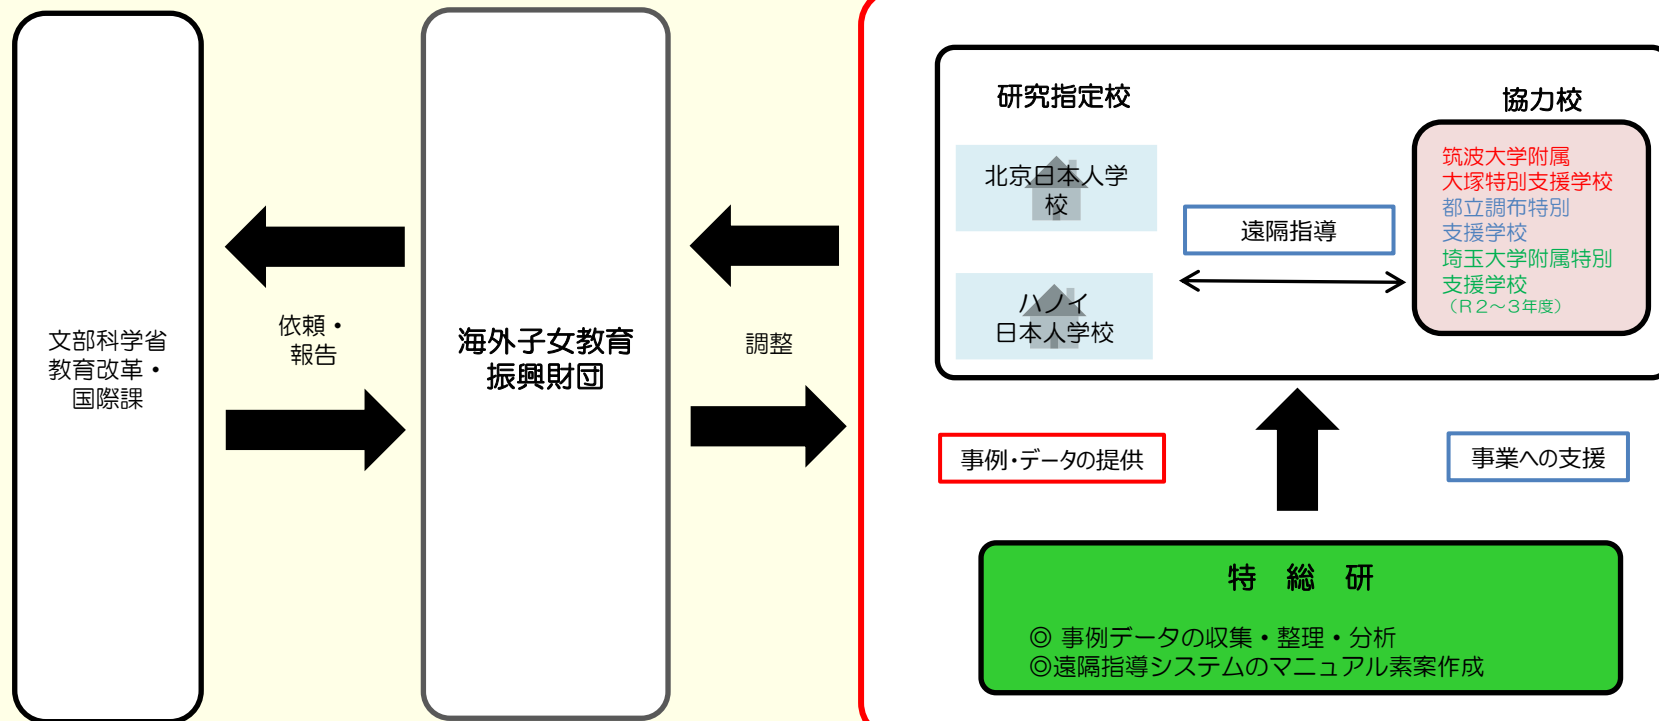 文部科学省
教育改革・
国際課
依頼・
報告
海外子女教育
振興財団
調整
研究指定校
北京日本人学
校
ハノイ
日本人学校
遠隔指導
協力校
筑波大学附属
大塚特別支援学校
都立調布特別
支援学校
埼玉大学附属特別
支援学校
（R２～３年度）
事例・データの提供
事業への支援
特　総　研
◎ 事例データの収集・整理・分析
◎遠隔指導システムのマニュアル素案作成